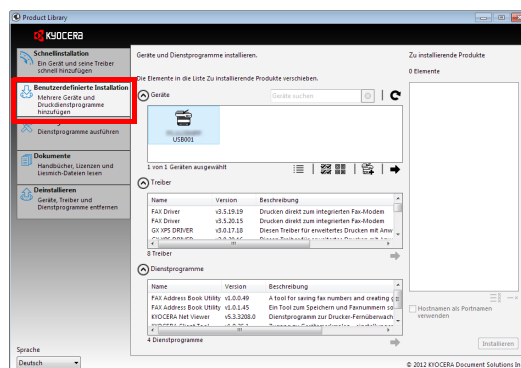 Product Library
KYOCERA
Schnellinstallation
Ein Gerät und seine Treiber
schnell hinzufügen
Benutzerdefinierte Installation
Mehrere Geräte und
Druckdienstprogramme
hinzufügen
Dienstprogramme ausführen
Dokumente
Handbücher, Lizenzen und
Liesmich-Dateien lesen
Deinstallieren
Geräte, Treiber und
Dienstprogramme entfernen
Sprache
Deutsch
Geräte und Dienstprogramme installieren.
Die Elemente in die Liste Zu installierende Produkte verschieben.
Geräte
Geräte suchen
USB001
1 von 1 Geräten ausgewählt
Treiber
Name Version Beschreibung
FAX Driver v3.5.19.19 Drucken direkt zum integrierten Fax-Modem
FAX Driver v3.5.20.15 Drucken direkt zum integrierten Fax-Modem
GX XPS DRIVER v3.0.17.18 Diesen Treiber für erweitertes Drucken mit Anw
8 Treiber
Dienstprogramme
Name Version Beschreibung
FAX Address Book Utility v1.0.0.49 A tool for saving fax numbers and creating g
FAX Address Book Utility v1.0.1.45 Ein Tool zum Speichern und Faxnummern so
KYOCERA Net Viewer v5.3.3208.0 Dienstprogramm zur Drucker-Fernüberwach
4 Dienstprogramme
Zu installierende Produkte
0 Elemente
Hostnamen als Portnamen
verwenden
Installieren
© 2012 KYOCERA Document Solutions In